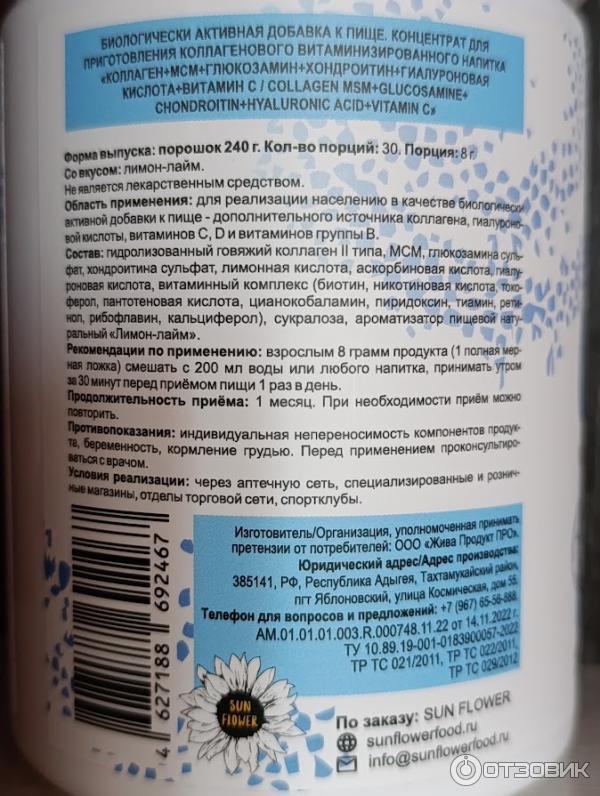 БИОЛОГИЧЕСКИ АКТИВНАЯ ДОБАВКА К ПИЩЕ. КОНЦЕНТРАТ ДЛЯ
ПРИГОТОВЛЕНИЯ КОЛЛАГЕНОВОГО ВИТАМИНИЗИРОВАННОГО НАПИТКА
«КОЛЛАГЕН+МСМ+ГЛЮКОЗАМИН+ХОНДРОИТИН+ГИАЛУРОНОВАЯ
КИСЛОТА+ВИТАМИН С / COLLAGEN MSM+GLUCOSAMINE+
CHONDROITIN+HYALURONIC ACID+VITAMIN C»
Форма выпуска: порошок 240 г. Кол-во порций: 30. Порция: 8 г
Со вкусом: лимон-лайм.
Не является лекарственным средством.
Область применения: для реализации населению в качестве биологически
активной добавки к пище - дополнительного источника коллагена, гиалуроно-
вой кислоты, витаминов С, D и витаминов группы В.
Состав: гидролизованный говяжий коллаген II типа, МСМ, глюкозамина суль-
фат, хондроитина сульфат, лимонная кислота, аскорбиновая кислота, гиалу-
роновая кислота, витаминный комплекс (биотин, никотиновая кислота, токо-
ферол, пантотеновая кислота, цианокобаламин, пиридоксин, тиамин, рети-
нол, рибофлавин, кальциферол), сукралоза, ароматизатор пищевой нату-
ральный «Лимон-лайм».
Рекомендации по применению: взрослым 8 грамм продукта (1 полная мер-
ная ложка) смешать с 200 мл воды или любого напитка, принимать утром
за 30 минут перед приёмом пищи 1 раз в день.
Продолжительность приёма: 1 месяц. При необходимости приём можно
повторить.
Противопоказания: индивидуальная непереносимость компонентов продук-
та, беременность, кормление грудью. Перед применением проконсультиро-
ваться с врачом.
Условия реализации: через аптечную сеть, специализированные и рознич-
ные магазины, отделы торговой сети, спортклубы.
Изготовитель/Организация, уполномоченная принимать
претензии от потребителей: ООО «Жива Продукт ПРО».
Юридический адрес/Адрес производства:
385141, РФ, Республика Адыгея, Тахтамукайский район,
пгт Яблоновский, улица Космическая, дом 55.
Телефон для вопросов и предложений: +7 (967) 65-56-888.
АМ.01.01.01.003.R.000748.11.22 от 14.11.2022 г.
ТУ 10.89.19-001-0183900057-2022
ТР ТС 021/2011, ТР ТС 022/2011,
ТР ТС 029/2012
4 627188 692467
SUN
FLOWER
По заказу: SUN FLOWER
sunflowerfood.ru
info@sunflowerfood.ru
ОТЗОВИК